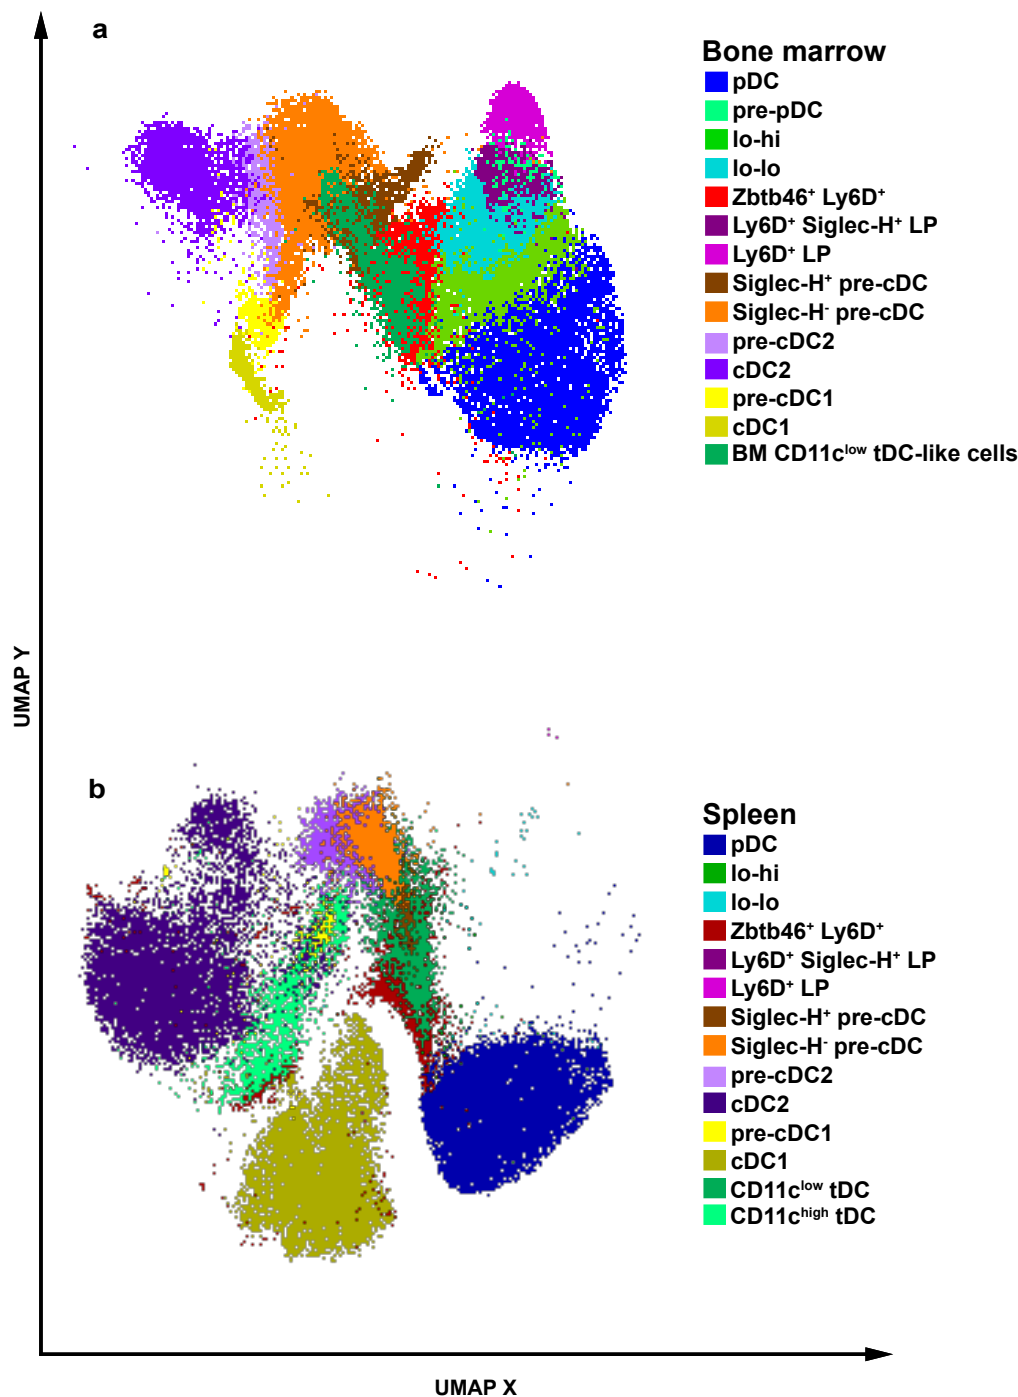 a
Bone marrow
pDC
pre-pDC
lo-hi
lo-lo
Zbtb46⁺ Ly6D⁺
Ly6D⁺ Siglec-H⁺ LP
Ly6D⁺ LP
Siglec-H⁺ pre-cDC
Siglec-H⁻ pre-cDC
pre-cDC2
cDC2
pre-cDC1
cDC1
BM CD11cˡᵒʷ tDC-like cells
UMAP Y
b
Spleen
pDC
lo-hi
lo-lo
Zbtb46⁺ Ly6D⁺
Ly6D⁺ Siglec-H⁺ LP
Ly6D⁺ LP
Siglec-H⁺ pre-cDC
Siglec-H⁻ pre-cDC
pre-cDC2
cDC2
pre-cDC1
cDC1
CD11cˡᵒʷ tDC
CD11cʰⁱᵍʰ tDC
UMAP X